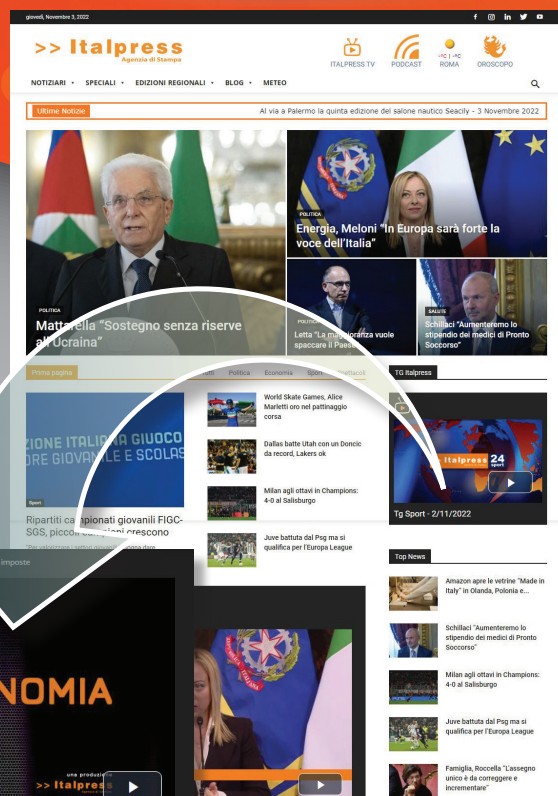 giovedì, Novembre 3, 2022
>> Italpress
Agenzia di Stampa
ITALPRESS TV
PODCAST
-°C | -°C
ROMA
OROSCOPO
NOTIZIARI
SPECIALI
EDIZIONI REGIONALI
BLOG
METEO
Ultime Notizie
Al via a Palermo la quinta edizione del salone nautico Seacily - 3 Novembre 2022
POLITICA
Mattarella “Sostegno senza riserve
all'Ucraina”
POLITICA
Energia, Meloni “In Europa sarà forte la
voce dell'Italia”
POLITICA
Letta “La maggioranza vuole
spaccare il Paese
SALUTE
Schillaci “Aumenteremo lo
stipendio dei medici di Pronto
Soccorso”
Prima pagina
Politica
Economia
Sport
Spettacoli
ZIONE ITALIANA GIUOCO
ORE GIOVANILE E SCOLAS
Sport
Ripartiti campionati giovanili FIGC-
SGS, piccoli campioni crescono
World Skate Games, Alice
Marletti oro nel pattinaggio
corsa
Dallas batte Utah con un Doncic
da record, Lakers ok
Milan agli ottavi in Champions:
4-0 al Salisburgo
Juve battuta dal Psg ma si
qualifica per l'Europa League
TG Italpress
Italpress
24
sport
Tg Sport - 2/11/2022
Top News
Amazon apre le vetrine “Made in
Italy” in Olanda, Polonia e...
Schillaci “Aumenteremo lo
stipendio dei medici di Pronto
Soccorso”
Milan agli ottavi in Champions:
4-0 al Salisburgo
Juve battuta dal Psg ma si
qualifica per l'Europa League
Famiglia, Roccella “L'assegno
unico è da correggere e
incrementare”
imposte
NOMIA
una produzione
>> Italpress